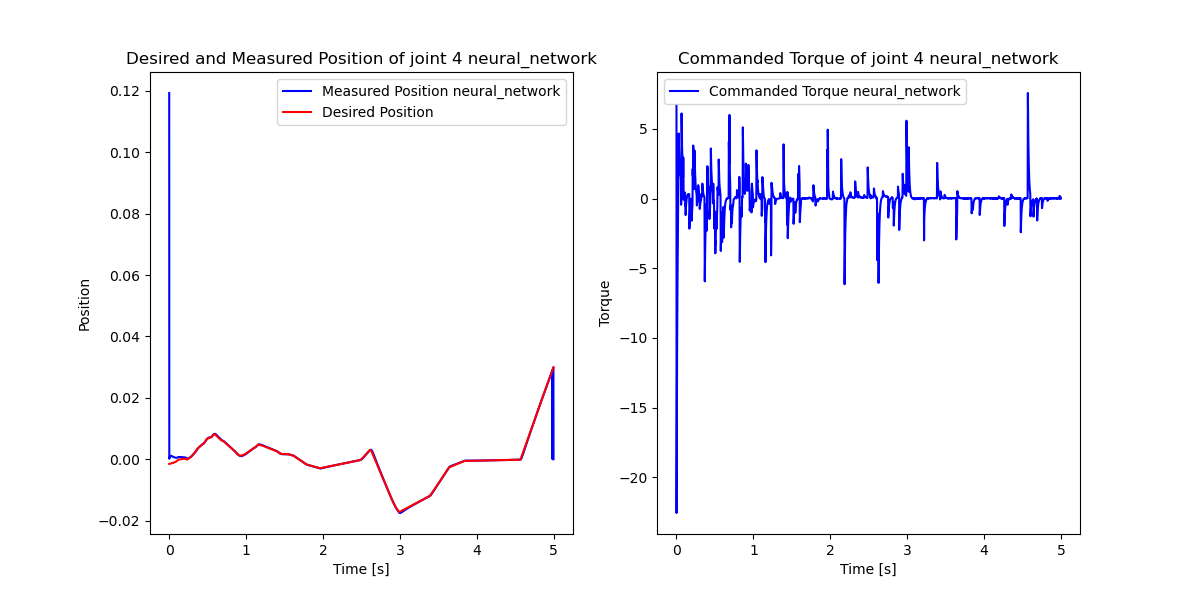 Desired and Measured Position of joint 4 neural_network
Measured Position neural_network
Desired Position
0.12
0.10
0.08
0.06
0.04
0.02
0.00
−0.02
Position
0 1 2 3 4 5
Time [s]
Commanded Torque of joint 4 neural_network
Commanded Torque neural_network
5
0
−5
−10
−15
−20
Torque
0 1 2 3 4 5
Time [s]